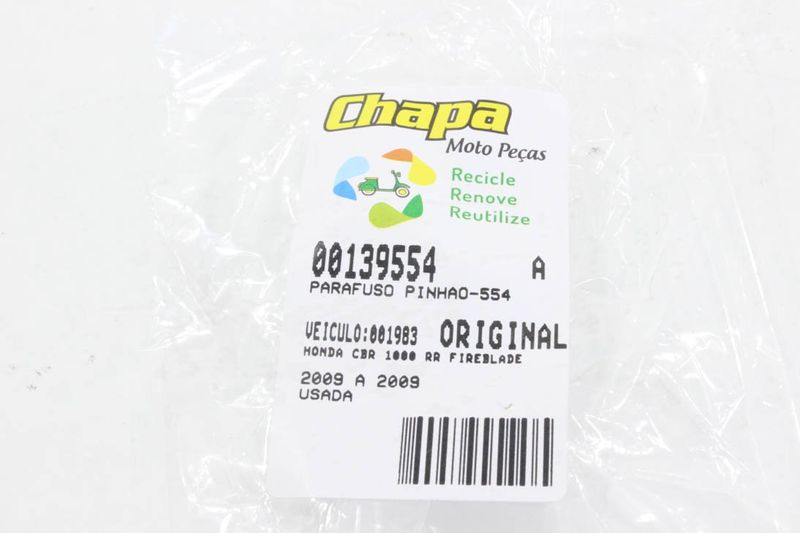 Chapa
Moto Peças
Recicle
Renove
Reutilize
00139554 A
PARAFUSO PINHAO-554
VEICULO:001983 ORIGINAL
HONDA CBR 1000 RR FIREBLADE
2009 A 2009
USADA